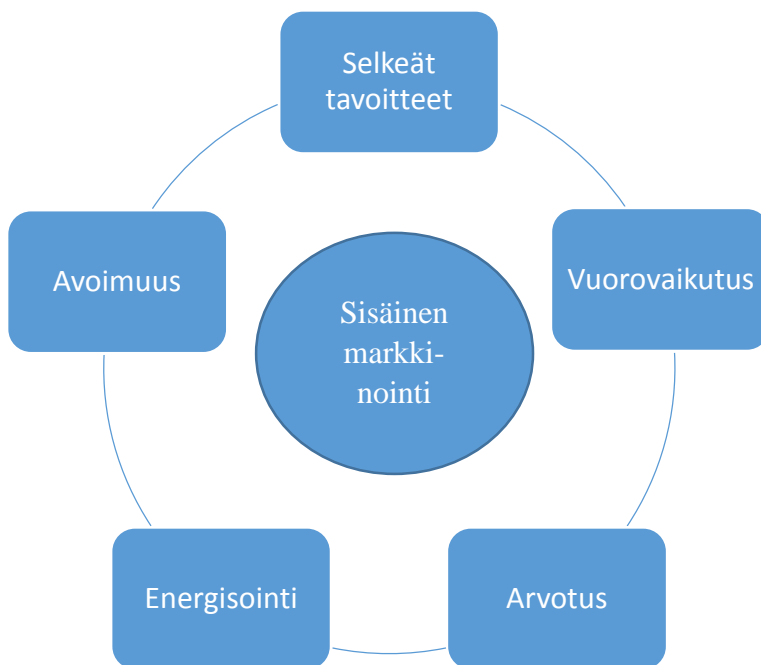 Selkeät
tavoitteet
Avoimuus
Vuorovaikutus
Sisäinen
markki-
nointi
Energisointi
Arvotus